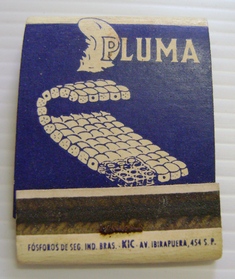 PLUMA
FÓSFOROS DE SEG. IND. BRAS. - KIC - AV. IBIRAPUERA, 454 S. P.